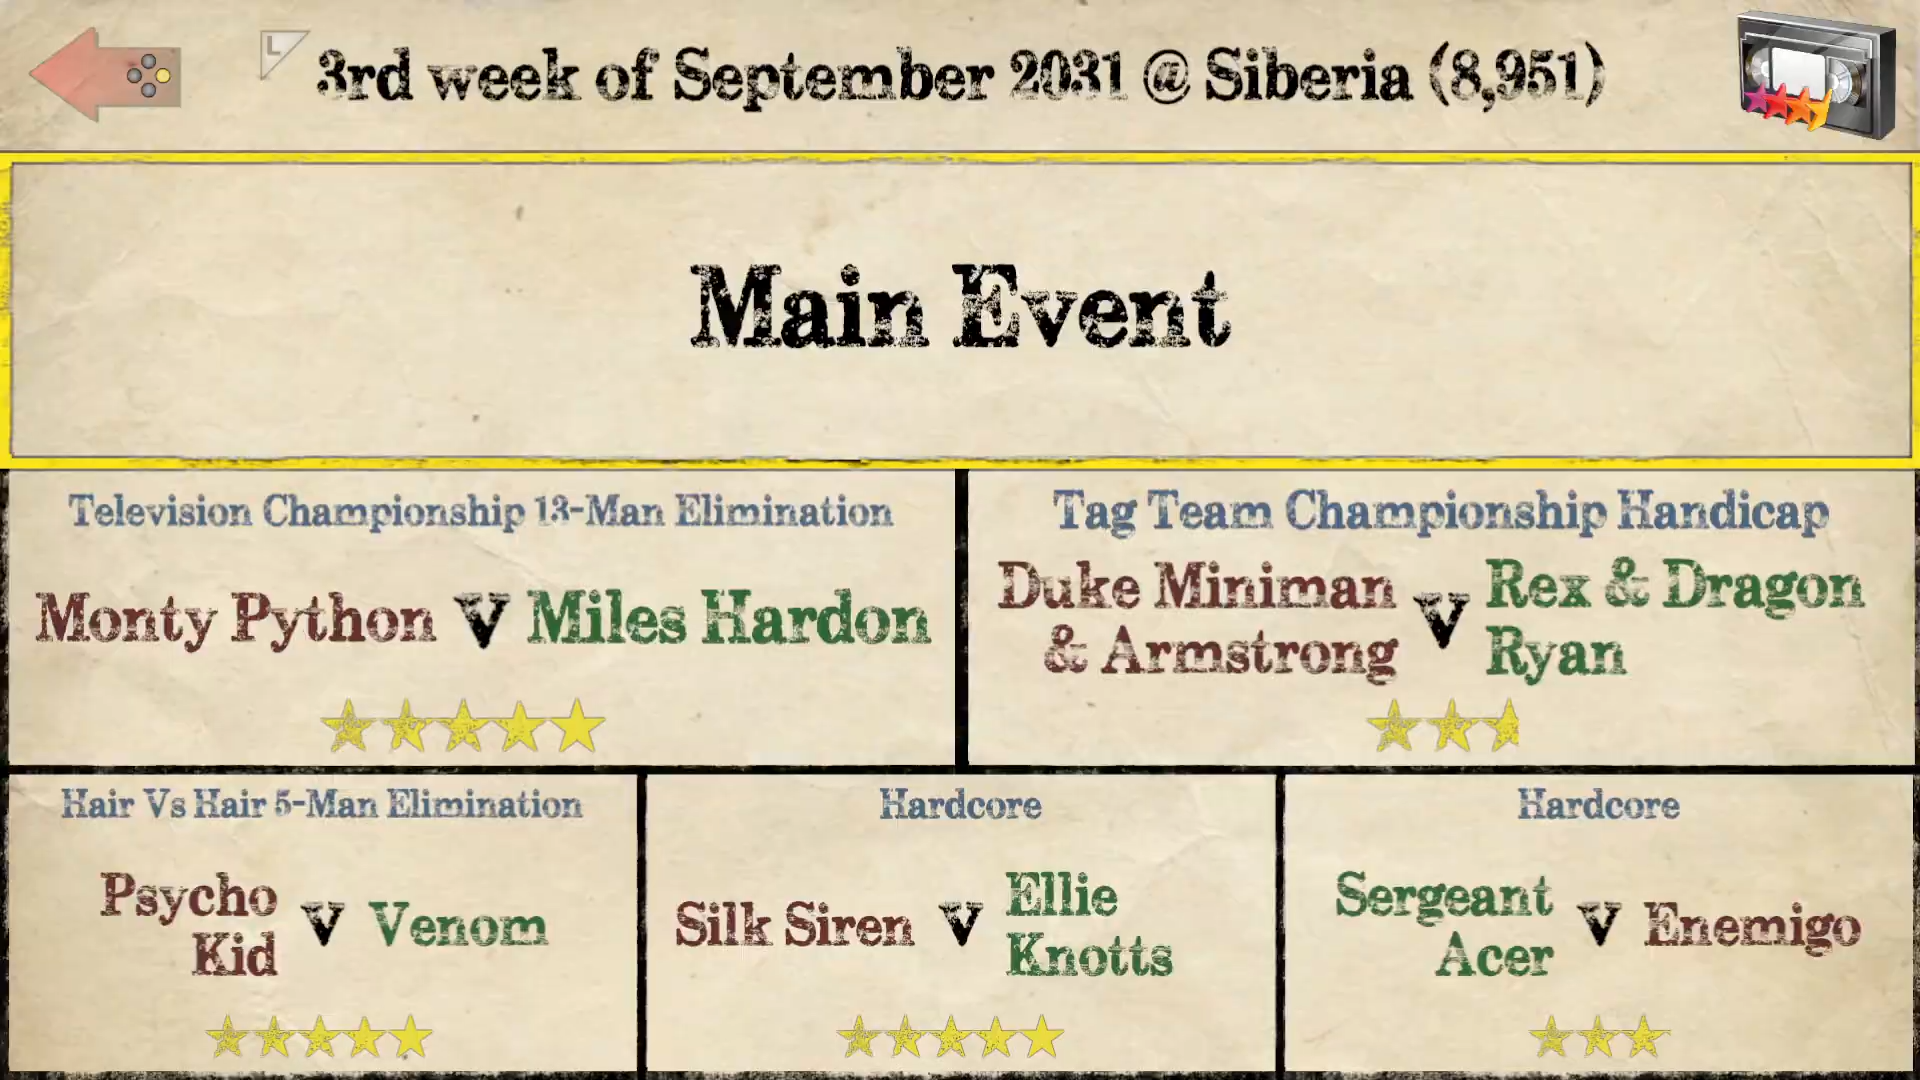 L
3rd week of September 2031 @ Siberia (8,951)
Main Event
Television Championship 13-Man Elimination
Monty Python V Miles Hardon
Tag Team Championship Handicap
Duke Miniman & Armstrong
V
Rex & Dragon Ryan
Hair Vs Hair 5-Man Elimination
Psycho Kid
V
Venom
Hardcore
Silk Siren
V
Ellie Knotts
Hardcore
Sergeant Acer
V
Enemigo